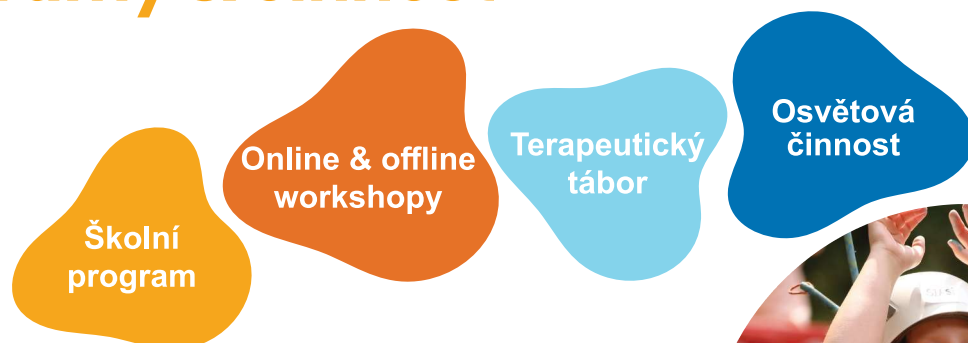 Školní
program
Online & offline
workshopy
Terapeutický
tábor
Osvětová
činnost